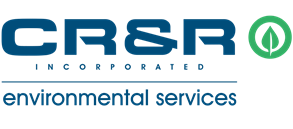 CR&R
INCORPORATED
environmental services